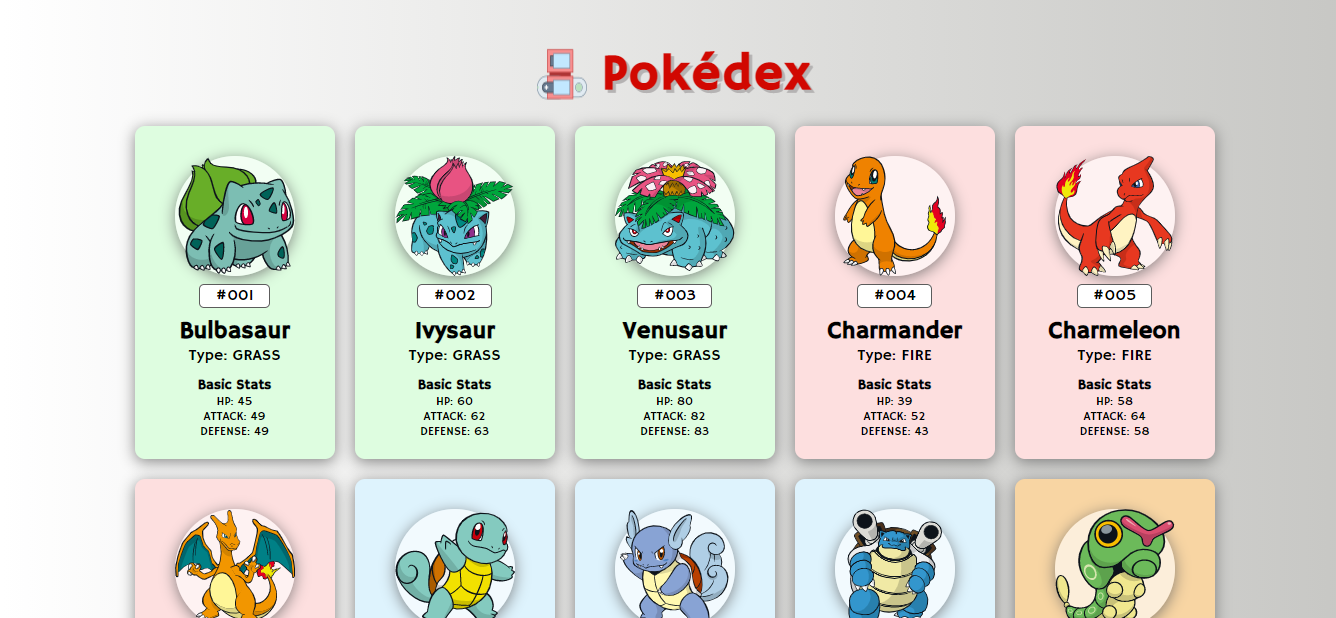 Pokédex
#001
Bulbasaur
Type: GRASS
Basic Stats
HP: 45
ATTACK: 49
DEFENSE: 49
#002
Ivysaur
Type: GRASS
Basic Stats
HP: 60
ATTACK: 62
DEFENSE: 63
#003
Venusaur
Type: GRASS
Basic Stats
HP: 80
ATTACK: 82
DEFENSE: 83
#004
Charmander
Type: FIRE
Basic Stats
HP: 39
ATTACK: 52
DEFENSE: 43
#005
Charmeleon
Type: FIRE
Basic Stats
HP: 58
ATTACK: 64
DEFENSE: 58